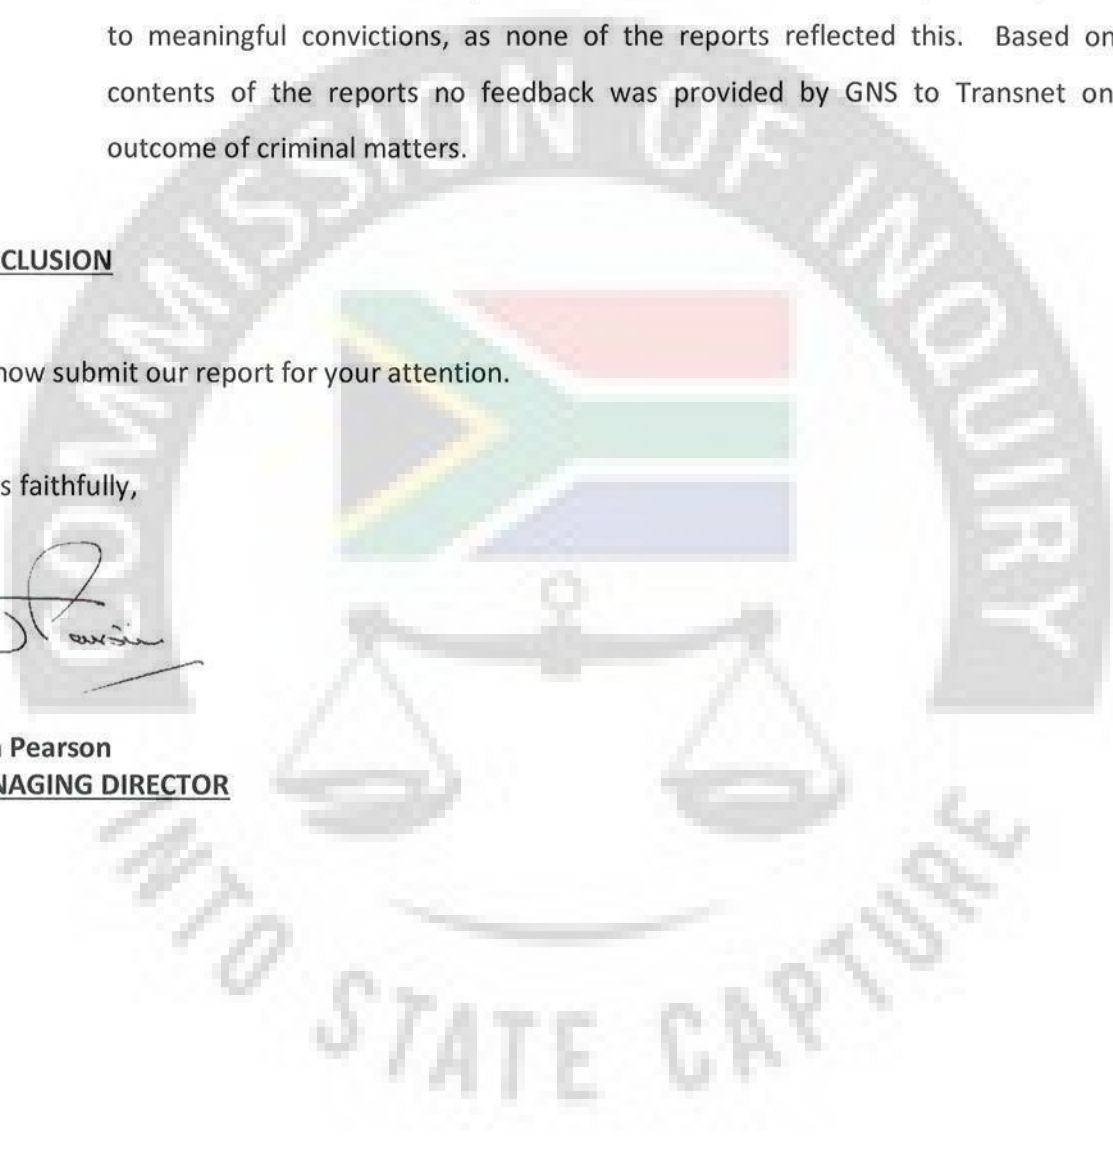 to meaningful convictions, as none of the reports reflected this. Based on
contents of the reports no feedback was provided by GNS to Transnet on
outcome of criminal matters.
CLUSION
now submit our report for your attention.
s faithfully,
Pearson
NAGING DIRECTOR
COMMISSION OF INQUIRY
INTO STATE CAPTURE